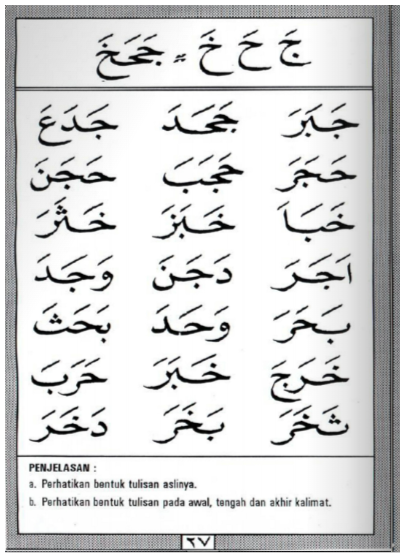 جَ حَ خَ = جَحَخَ
جَبَرَ جَحَدَ جَدَعَ
حَجَرَ حَجَبَ حَجَنَ
خَبَاَ خَبَزَ خَثَرَ
اَجَرَ دَجَنَ وَجَدَ
بَحَرَ وَحَدَ بَحَثَ
خَرَجَ خَبَرَ حَرَبَ
ثَخَرَ بَخَرَ دَخَرَ
PENJELASAN :
a. Perhatikan bentuk tulisan aslinya.
b. Perhatikan bentuk tulisan pada awal, tengah dan akhir kalimat.
٢٧